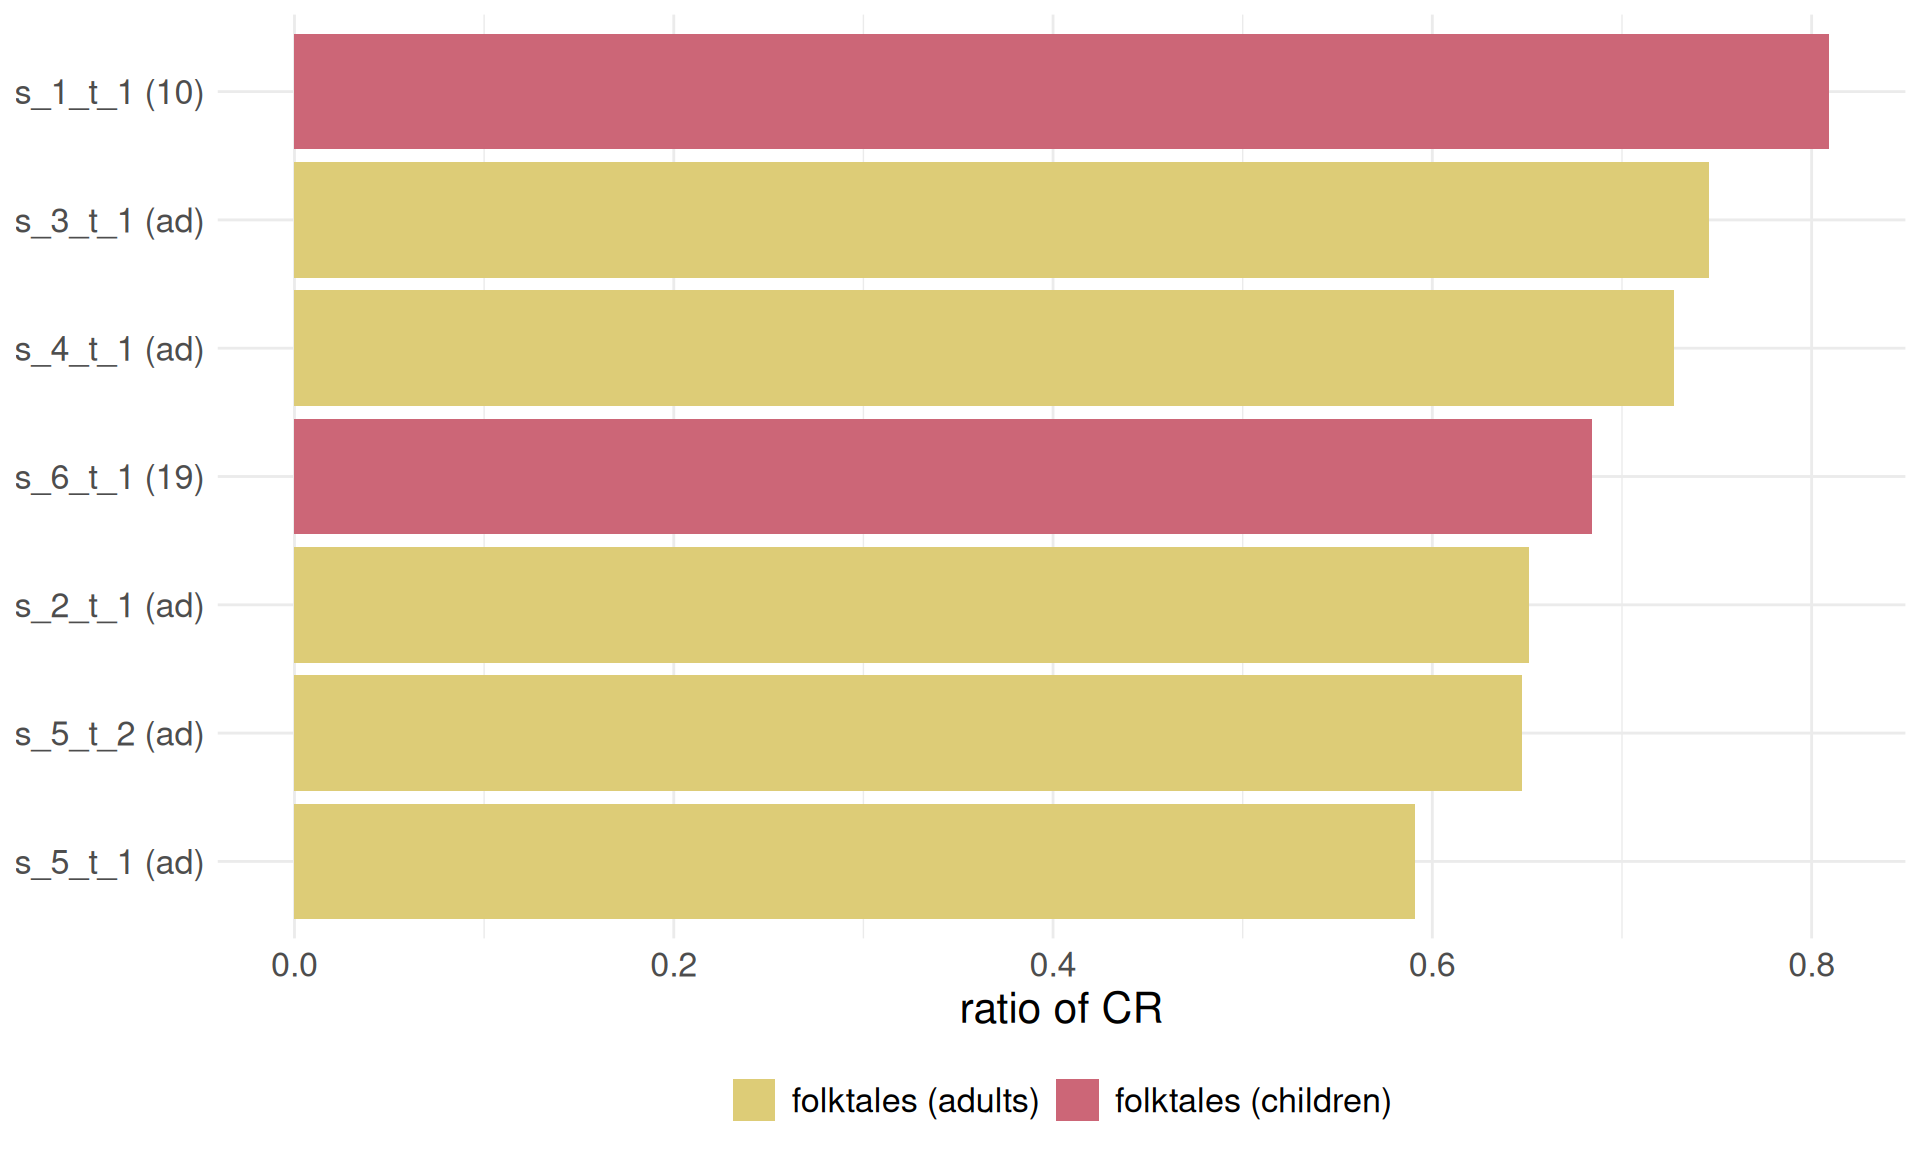 s_1_t_1 (10)
s_3_t_1 (ad)
s_4_t_1 (ad)
s_6_t_1 (19)
s_2_t_1 (ad)
s_5_t_2 (ad)
s_5_t_1 (ad)
0.0 0.2 0.4 0.6 0.8
ratio of CR
folktales (adults) folktales (children)